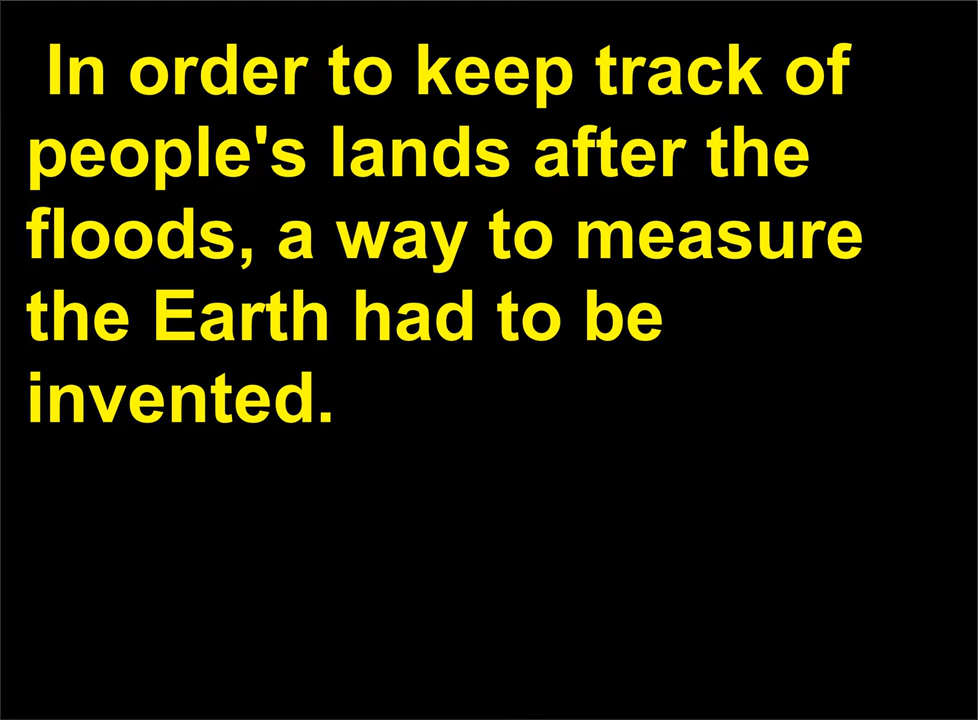 In order to keep track of
people's lands after the
floods, a way to measure
the Earth had to be
invented.